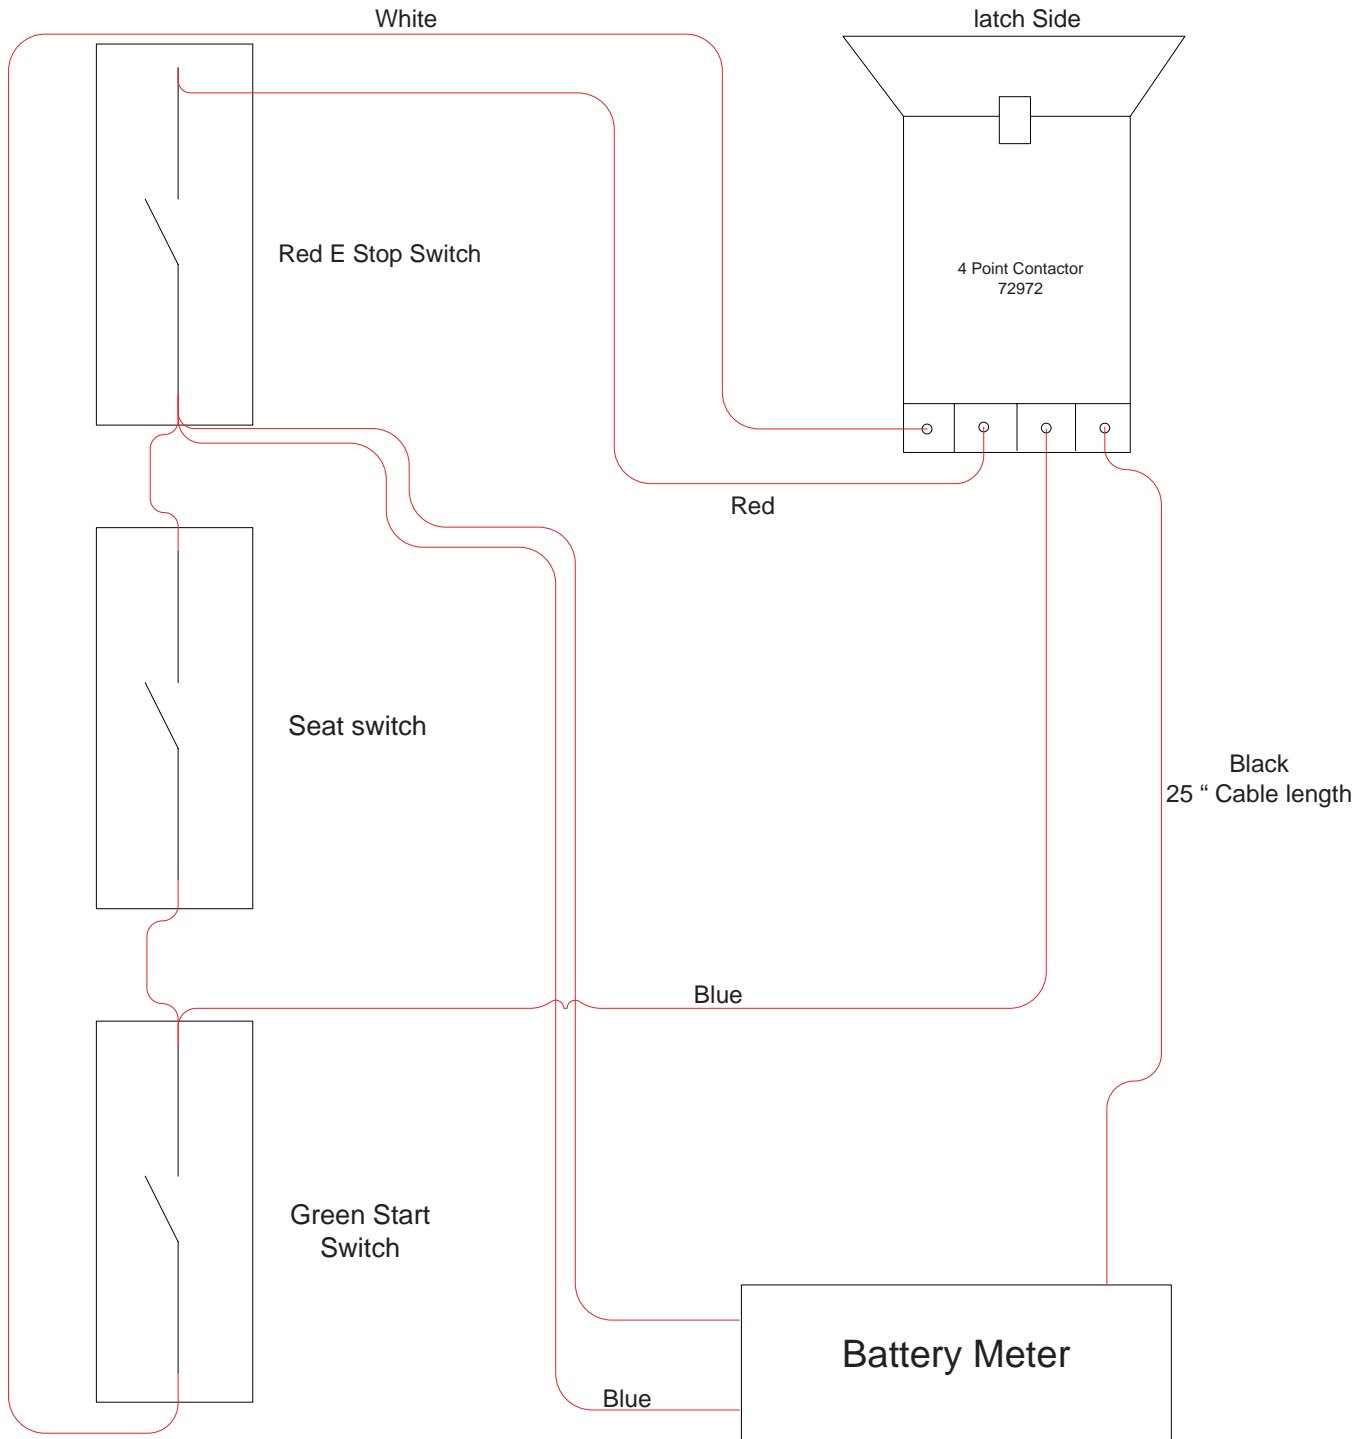 White
latch Side
Red E Stop Switch
4 Point Contactor
72972
Red
Seat switch
Black
25 “ Cable length
Blue
Green Start
Switch
Battery Meter
Blue